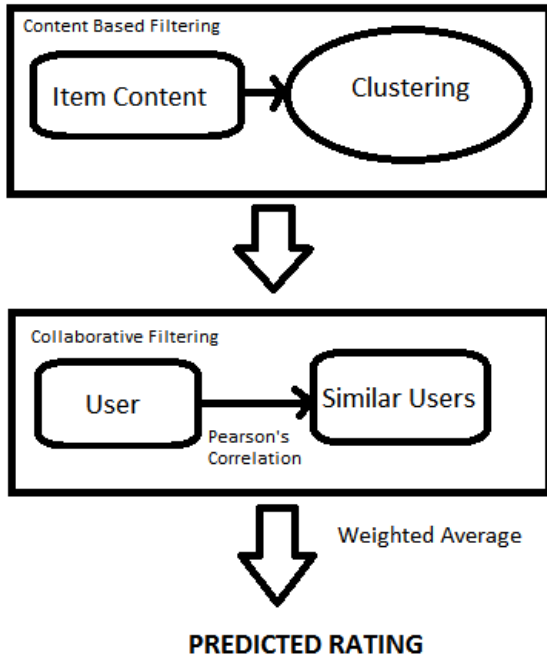 Content Based Filtering
Item Content
Clustering
Collaborative Filtering
User
Similar Users
Pearson's
Correlation
Weighted Average
PREDICTED RATING